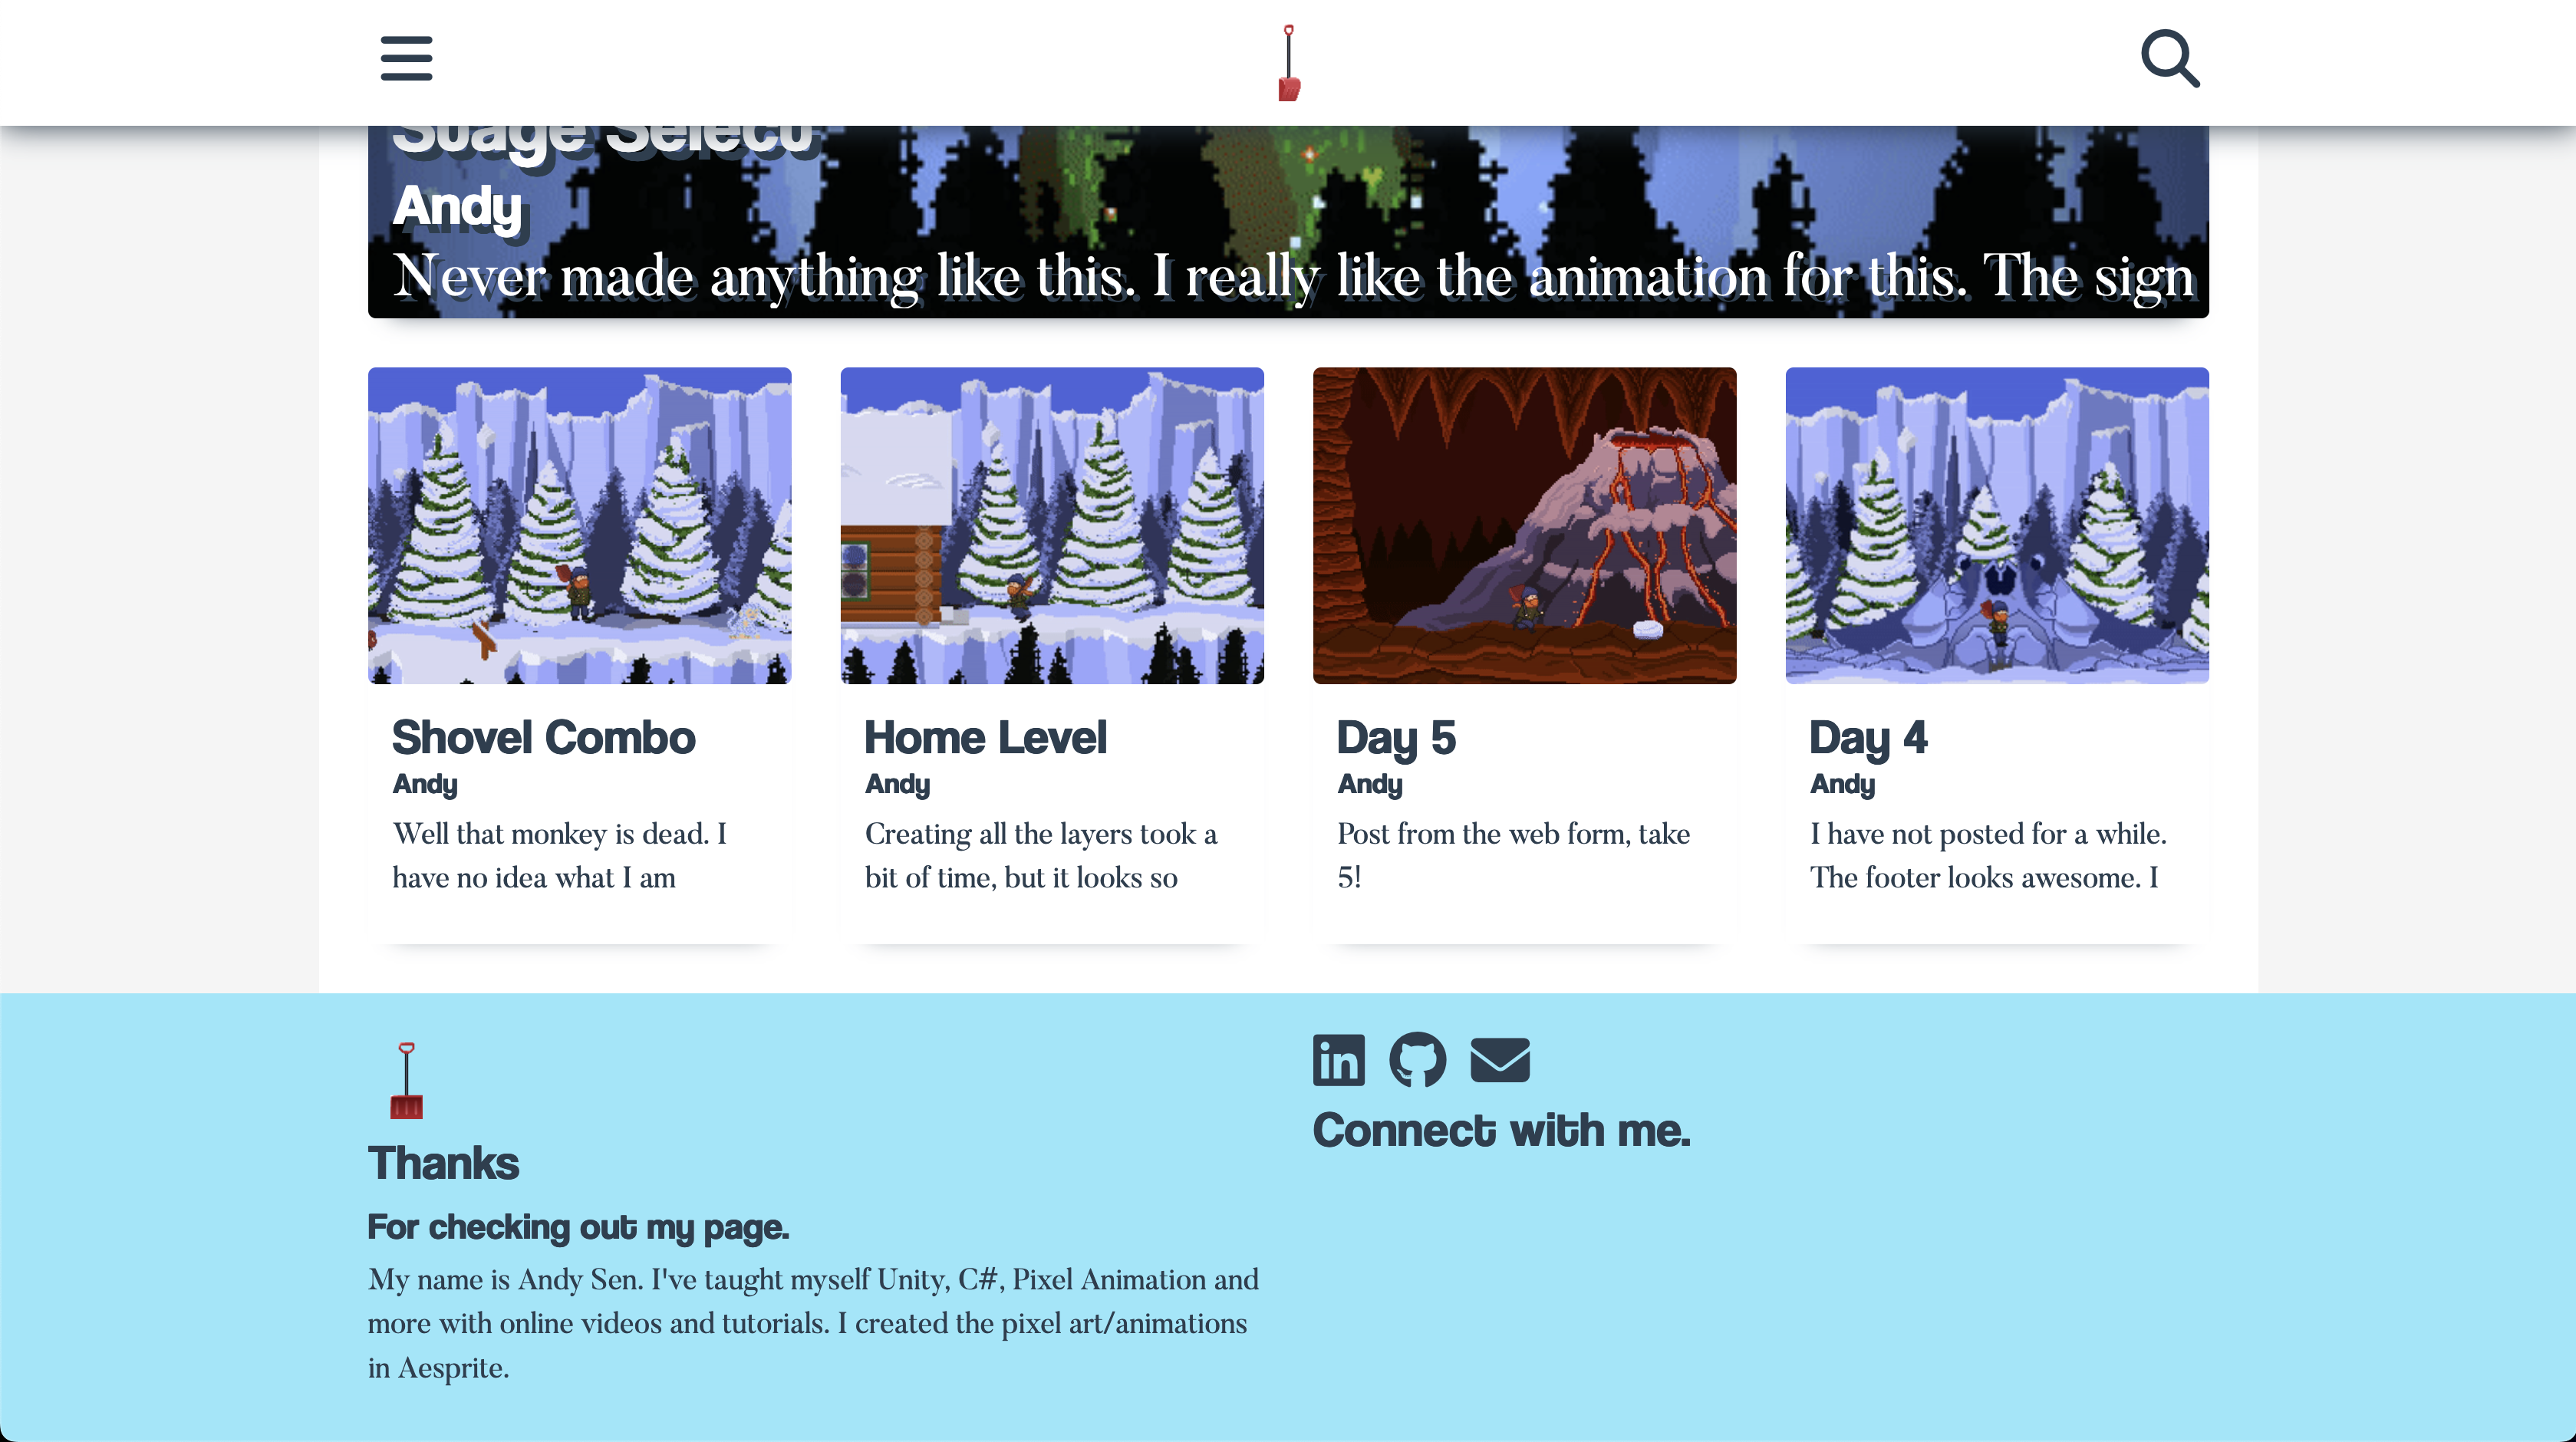 Stage Select
Andy
Never made anything like this. I really like the animation for this. The sign
Shovel Combo
Andy
Well that monkey is dead. I
have no idea what I am
Home Level
Andy
Creating all the layers took a
bit of time, but it looks so
Day 5
Andy
Post from the web form, take
5!
Day 4
Andy
I have not posted for a while.
The footer looks awesome. I
Thanks
For checking out my page.
My name is Andy Sen. I've taught myself Unity, C#, Pixel Animation and
more with online videos and tutorials. I created the pixel art/animations
in Aesprite.
in
Connect with me.